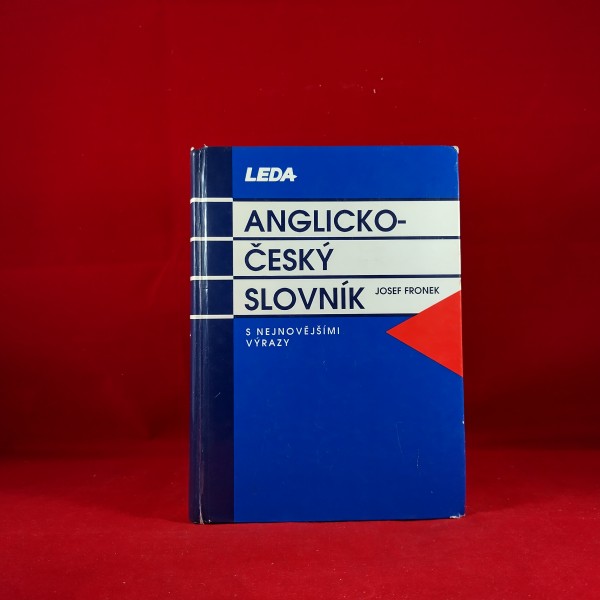 LEDA
ANGLICKO-
ČESKÝ
SLOVNÍK JOSEF FRONEK
S NEJNOVĚJŠÍMI
VÝRAZY